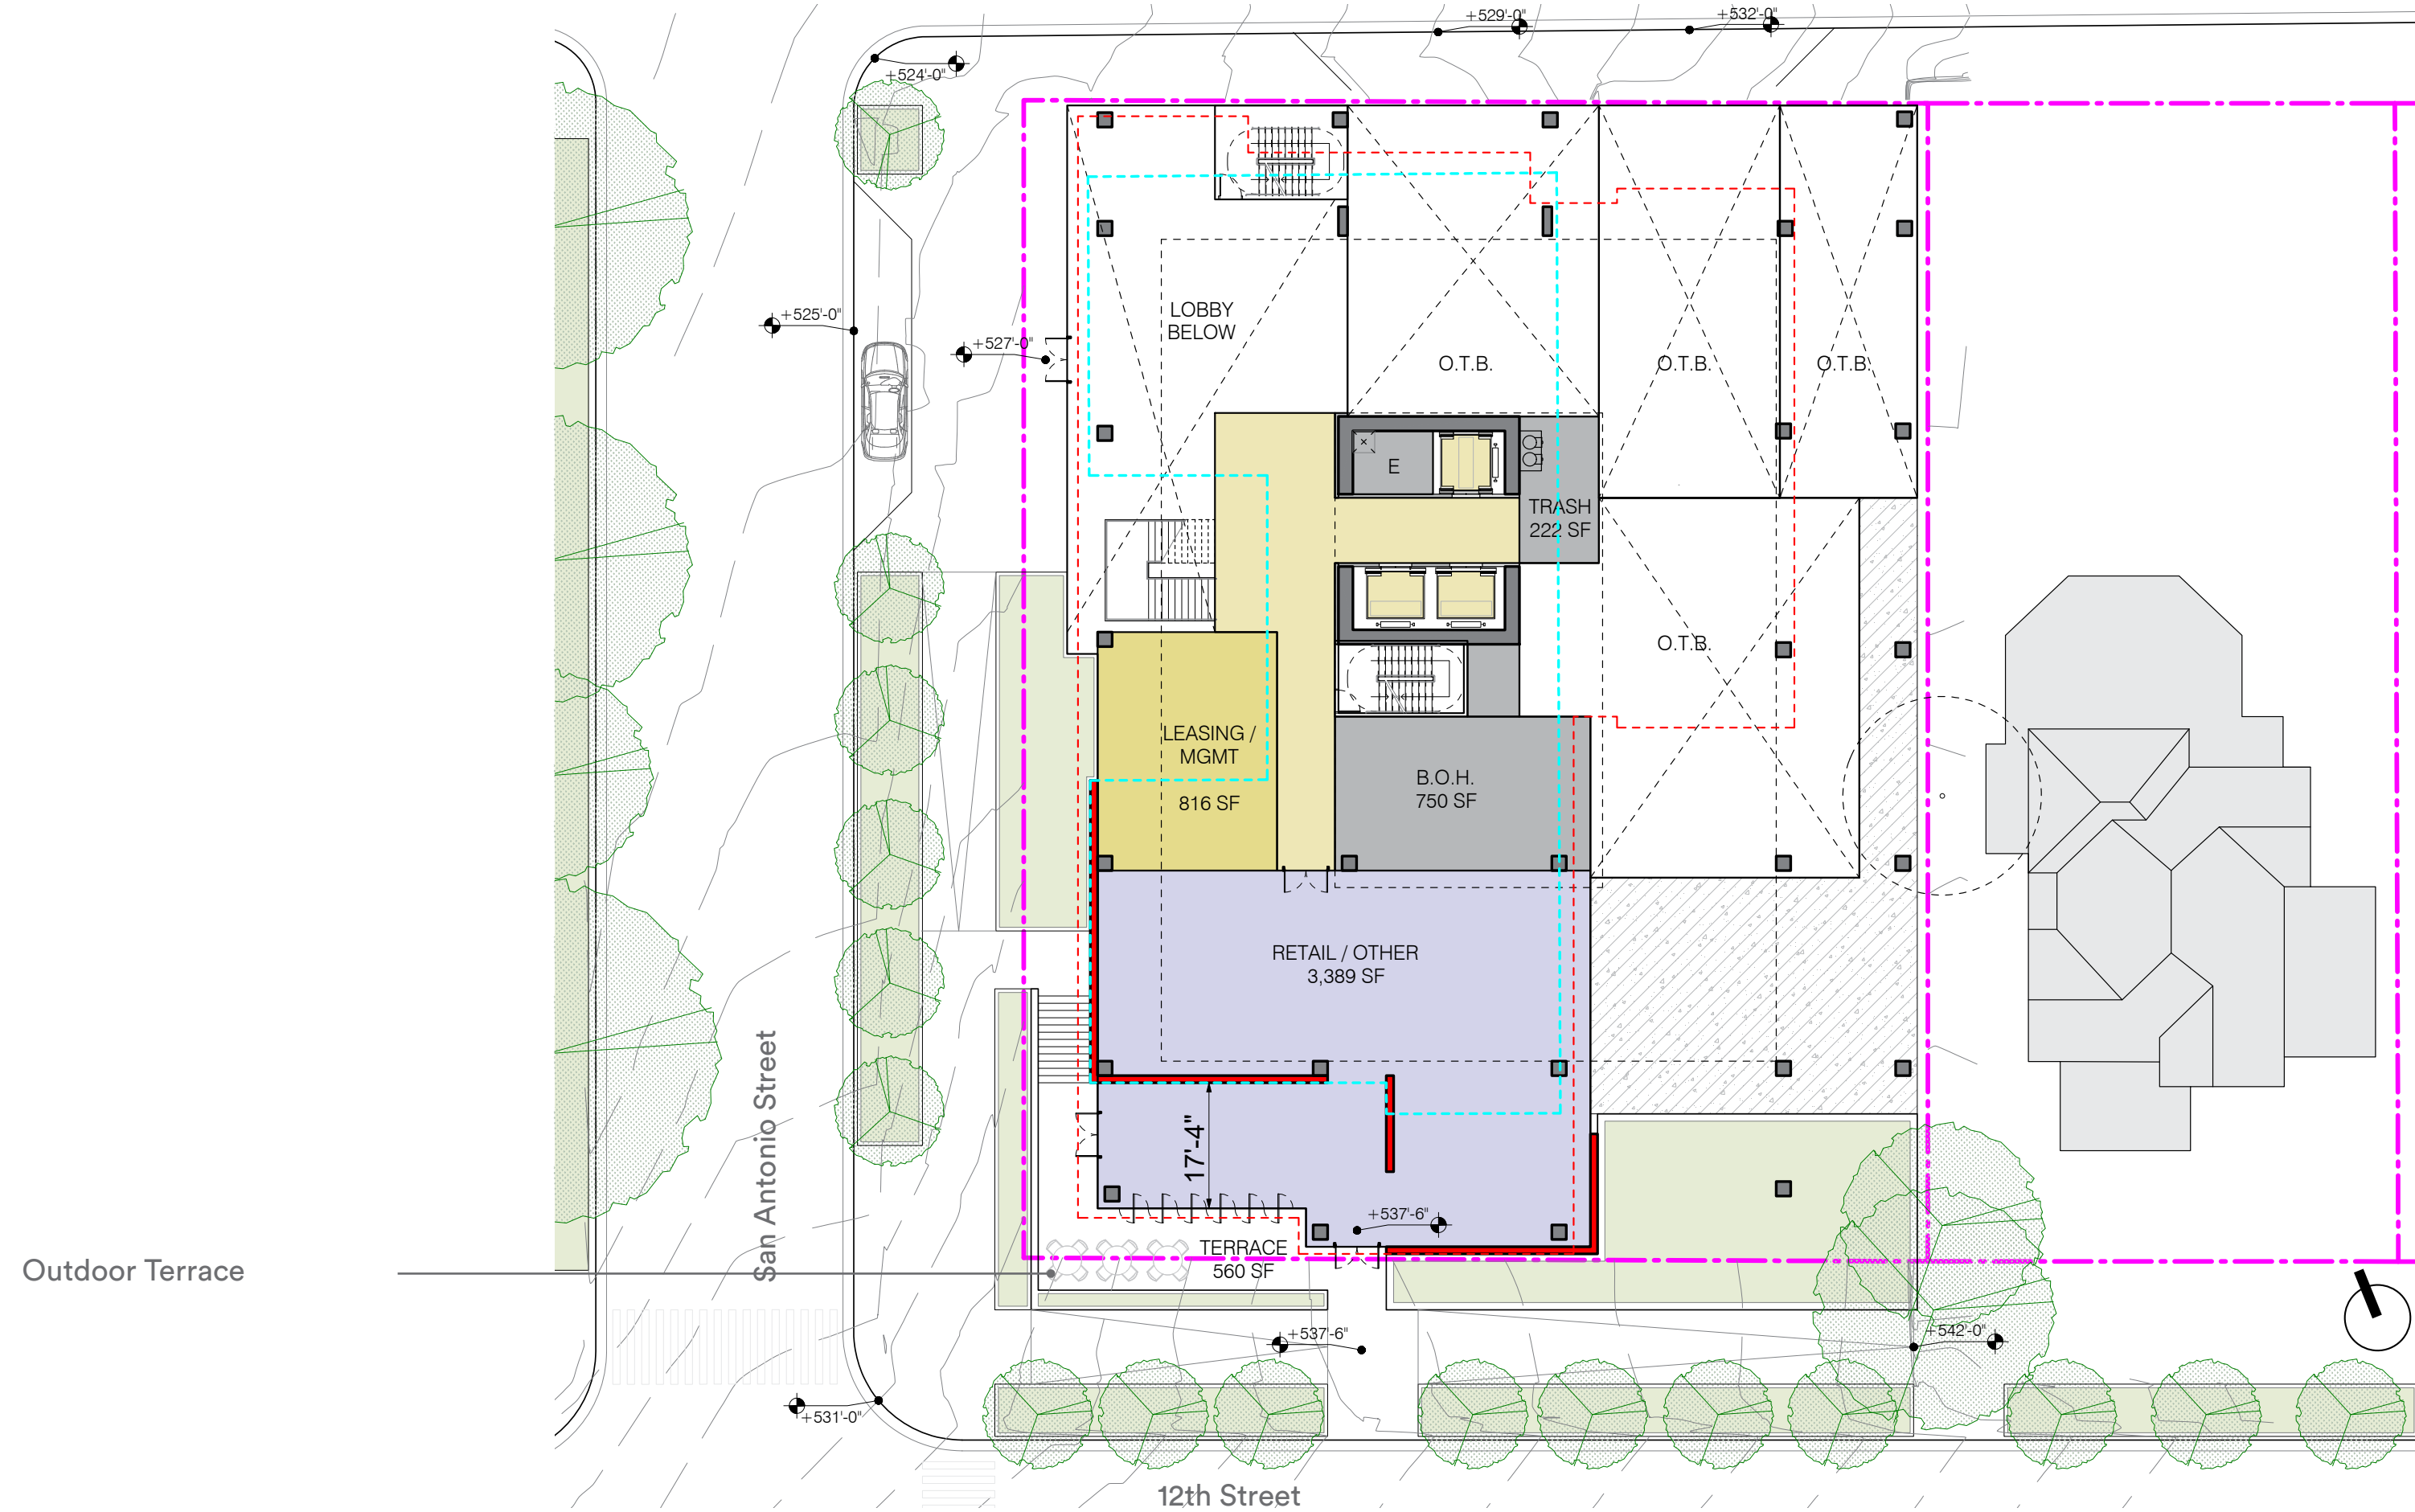 +529'-0"
+532'-0"
+524'-0"
+525'-0"
+527'-0"
LOBBY
BELOW
O.T.B.
O.T.B.
O.T.B.
E
TRASH
222 SF
O.T.B.
LEASING /
MGMT
816 SF
B.O.H.
750 SF
RETAIL / OTHER
3,389 SF
17'-4"
+537'-6"
TERRACE
560 SF
Outdoor Terrace
San Antonio Street
+537'-6"
+542'-0"
+531'-0"
12th Street